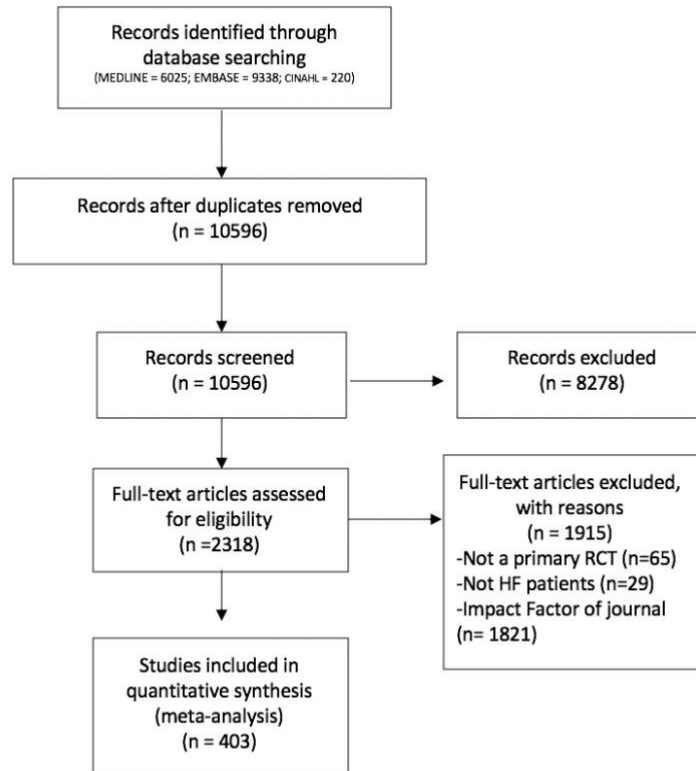 Records identified through
database searching
(MEDLINE = 6025; EMBASE = 9338; CINAHL = 220)
Records after duplicates removed
(n = 10596)
Records screened
(n = 10596)
Records excluded
(n = 8278)
Full-text articles assessed
for eligibility
(n =2318)
Full-text articles excluded,
with reasons
(n = 1915)
-Not a primary RCT (n=65)
-Not HF patients (n=29)
-Impact Factor of journal
(n= 1821)
Studies included in
quantitative synthesis
(meta-analysis)
(n = 403)